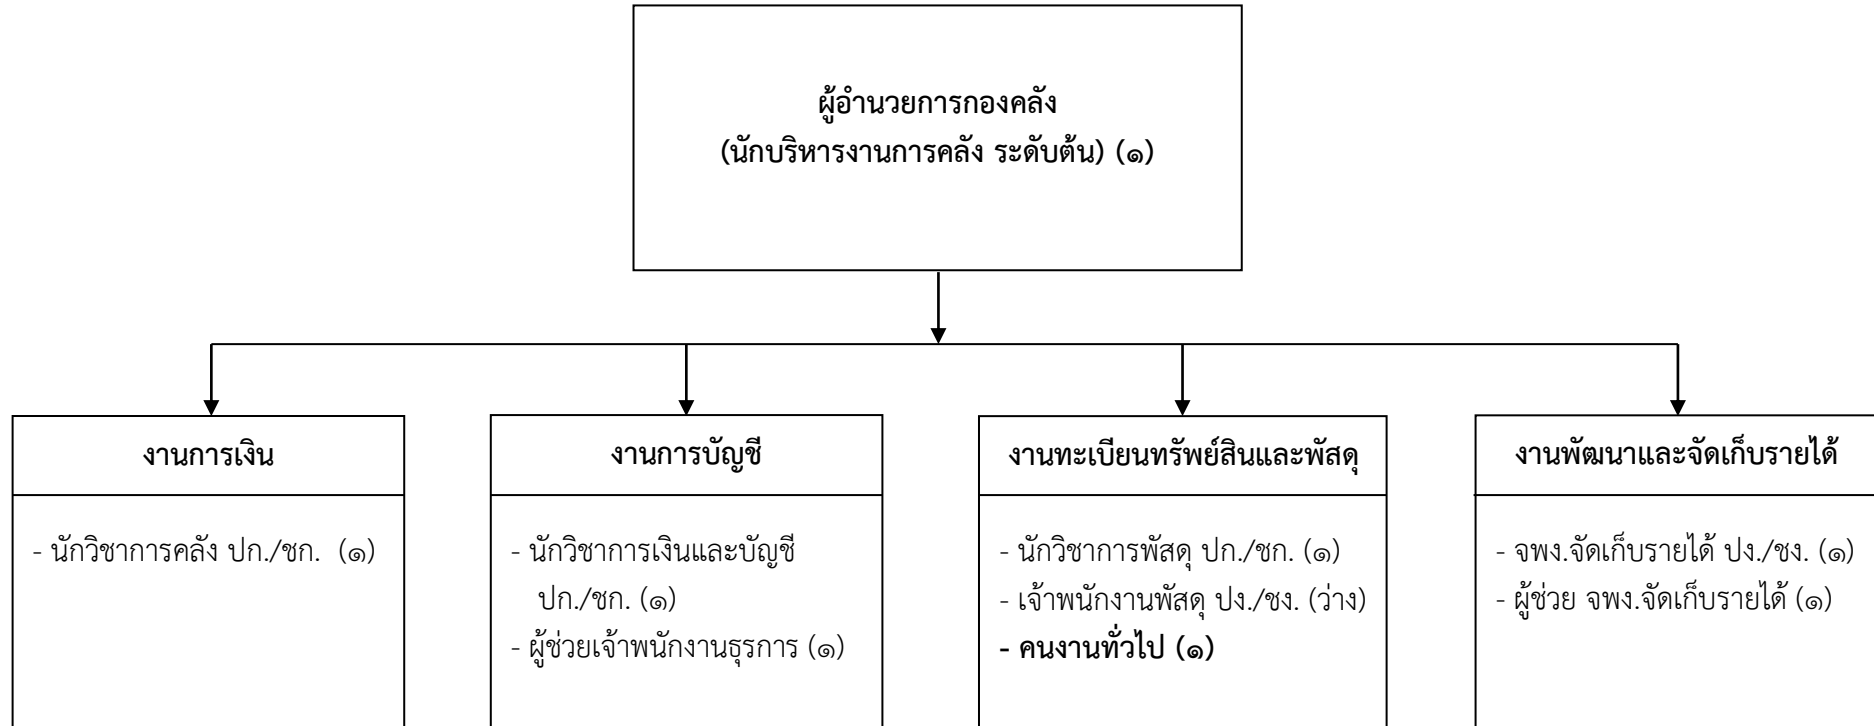 ผู้อำนวยการกองคลัง
(นักบริหารงานการคลัง ระดับต้น) (๑)
งานการเงิน
- นักวิชาการคลัง ปก./ชก. (๑)
งานการบัญชี
- นักวิชาการเงินและบัญชี
ปก./ชก. (๑)
- ผู้ช่วยเจ้าพนักงานธุรการ (๑)
งานทะเบียนทรัพย์สินและพัสดุ
- นักวิชาการพัสดุ ปก./ชก. (๑)
- เจ้าพนักงานพัสดุ ปง./ชง. (ว่าง)
- คนงานทั่วไป (๑)
งานพัฒนาและจัดเก็บรายได้
- จพง.จัดเก็บรายได้ ปง./ชง. (๑)
- ผู้ช่วย จพง.จัดเก็บรายได้ (๑)